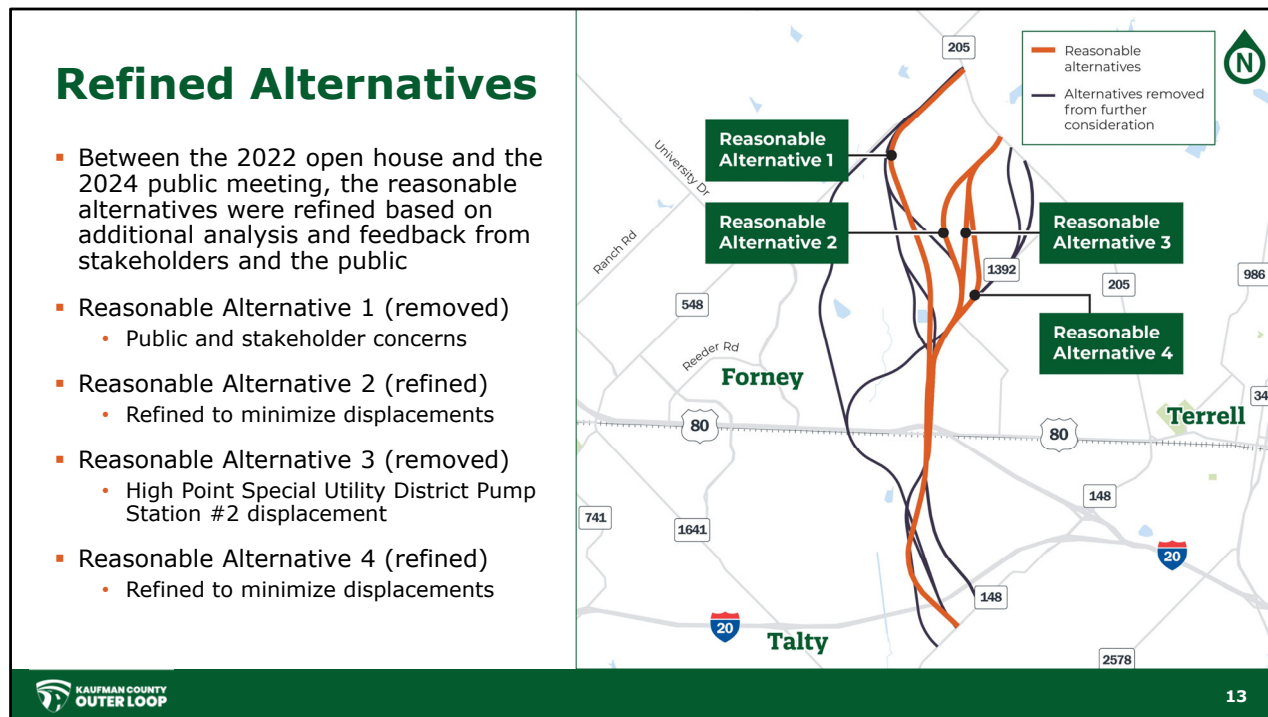 Refined Alternatives
▪ Between the 2022 open house and the
2024 public meeting, the reasonable
alternatives were refined based on
additional analysis and feedback from
stakeholders and the public
▪ Reasonable Alternative 1 (removed)
• Public and stakeholder concerns
▪ Reasonable Alternative 2 (refined)
• Refined to minimize displacements
▪ Reasonable Alternative 3 (removed)
• High Point Special Utility District Pump
Station #2 displacement
▪ Reasonable Alternative 4 (refined)
• Refined to minimize displacements
205
Reasonable
alternatives
Alternatives removed
from further
consideration
N
Reasonable
Alternative 1
University Dr
Reasonable
Alternative 2
Reasonable
Alternative 3
Ranch Rd
1392
205
986
548
Reasonable
Alternative 4
Reeder Rd
Forney
34
Terrell
80
80
148
741
1641
20
148
20
Talty
2578
KAUFMAN COUNTY
OUTER LOOP
13